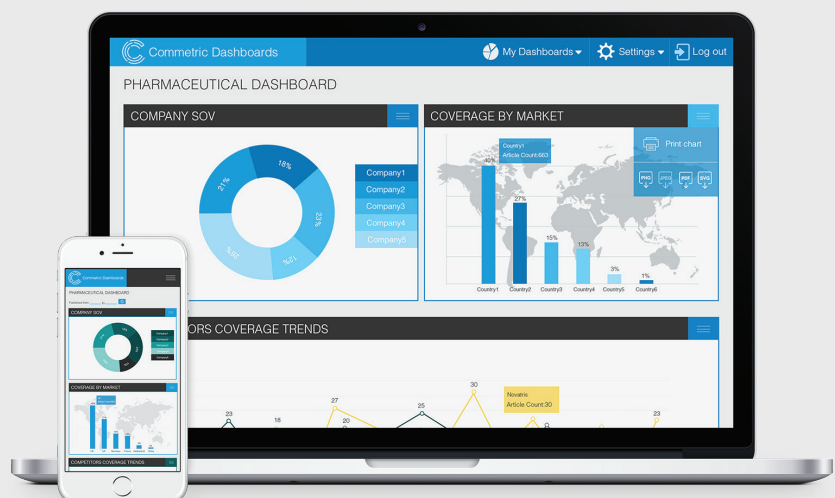 Commetric Dashboards
My Dashboards
Settings
Log out
PHARMACEUTICAL DASHBOARD
COMPANY SOV
18%
21%
23%
12%
26%
Company1
Company2
Company3
Company4
Company5
COVERAGE BY MARKET
Country1
Article Count:663
Print chart
PNG JPEG PDF SVG
40%
27%
15%
13%
3%
1%
Country1 Country2 Country3 Country4 Country5 Country6
ORS COVERAGE TRENDS
30
27
25
23
23
20
18
Novatris
Article Count:30
Commetric Dashboards
PHARMACEUTICAL DASHBOARD
COMPANY SOV
COVERAGE BY MARKET
COMPETITORS COVERAGE TRENDS